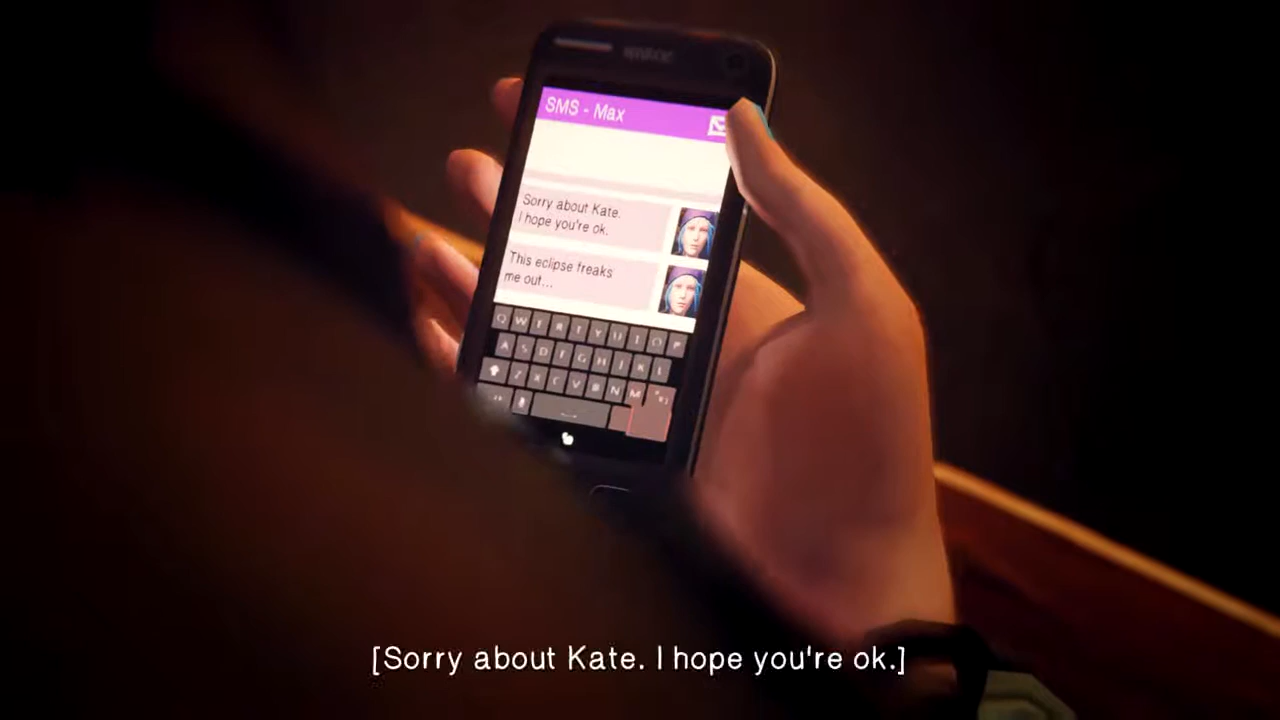 SMS - Max
Sorry about Kate.
I hope you're ok.
This eclipse freaks
me out...
Q W E R T Y U I O P
A S D F G H J K L
Z X C V B N M
[Sorry about Kate. I hope you're ok.]